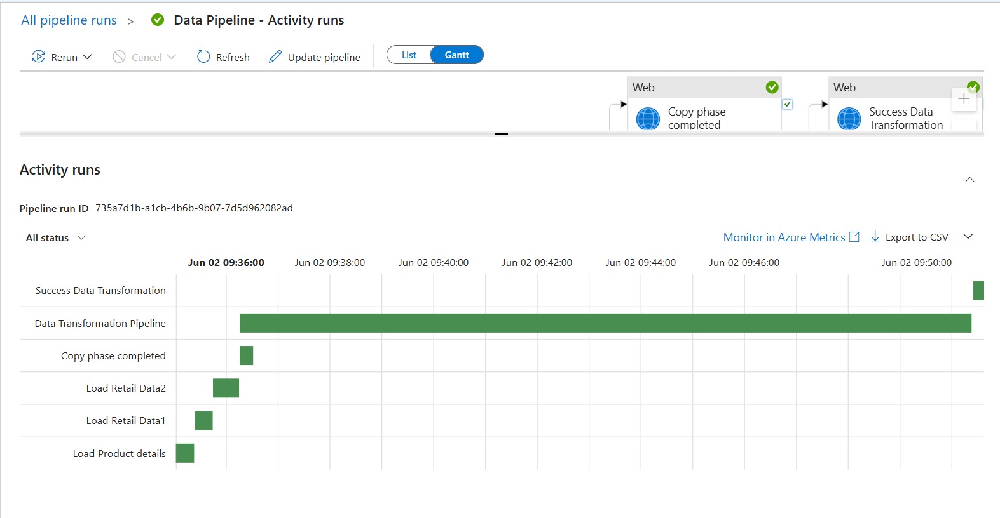 All pipeline runs > Data Pipeline - Activity runs
Rerun Cancel Refresh Update pipeline List Gantt
Web Web
Copy phase completed
Success Data Transformation
Activity runs
Pipeline run ID 735a7d1b-a1cb-4b6b-9b07-7d5d962082ad
All status Monitor in Azure Metrics Export to CSV
Jun 02 09:36:00 Jun 02 09:38:00 Jun 02 09:40:00 Jun 02 09:42:00 Jun 02 09:44:00 Jun 02 09:46:00 Jun 02 09:50:00
Success Data Transformation
Data Transformation Pipeline
Copy phase completed
Load Retail Data2
Load Retail Data1
Load Product details